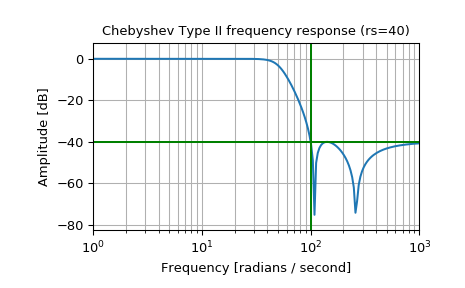 Chebyshev Type II frequency response (rs=40)
Amplitude [dB]
0
−20
−40
−60
−80
10⁰ 10¹ 10² 10³
Frequency [radians / second]